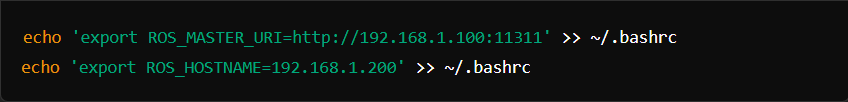 echo 'export ROS_MASTER_URI=http://192.168.1.100:11311' >> ~/.bashrc
echo 'export ROS_HOSTNAME=192.168.1.200' >> ~/.bashrc